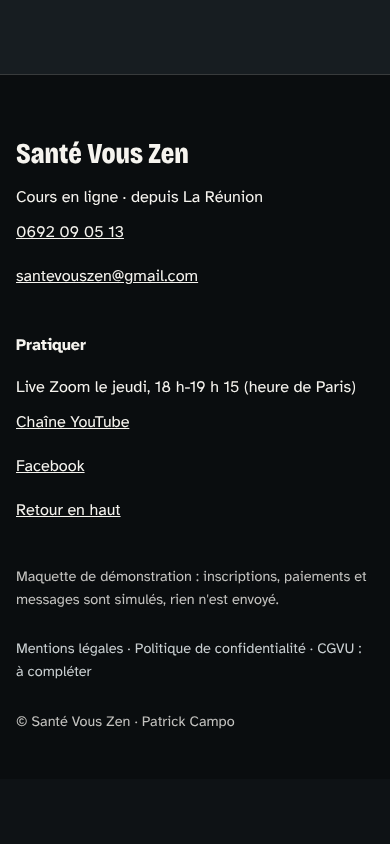 Santé Vous Zen
Cours en ligne · depuis La Réunion
0692 09 05 13
santevouszen@gmail.com
Pratiquer
Live Zoom le jeudi, 18 h-19 h 15 (heure de Paris)
Chaîne YouTube
Facebook
Retour en haut
Maquette de démonstration : inscriptions, paiements et
messages sont simulés, rien n'est envoyé.
Mentions légales · Politique de confidentialité · CGVU :
à compléter
© Santé Vous Zen · Patrick Campo